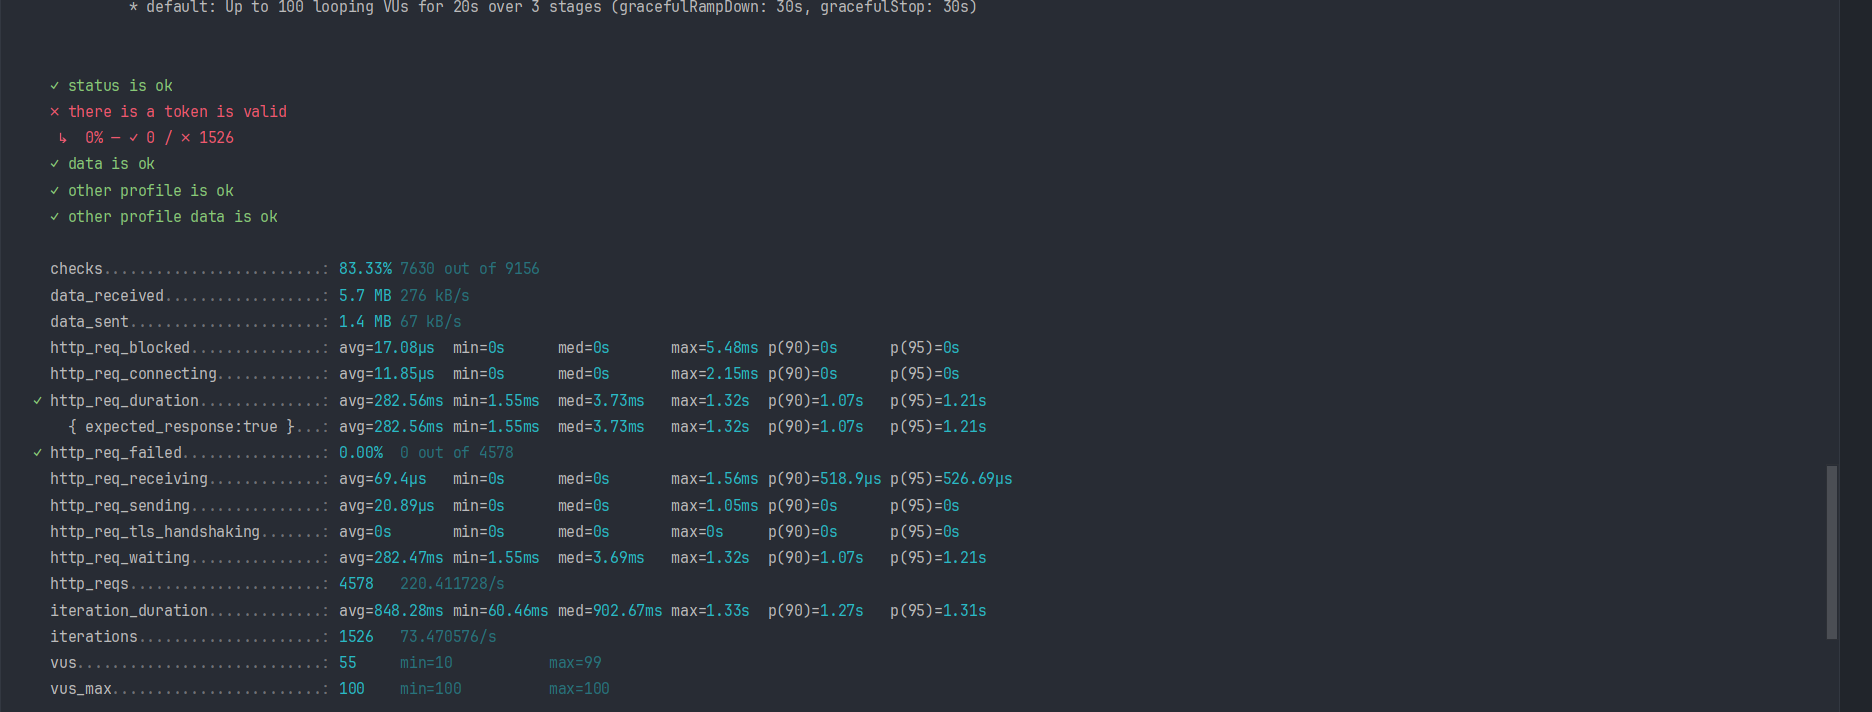 * default: Up to 100 looping VUs for 20s over 3 stages (gracefulRampDown: 30s, gracefulStop: 30s)
✓ status is ok
✗ there is a token is valid
↳  0% — ✓ 0 / ✗ 1526
✓ data is ok
✓ other profile is ok
✓ other profile data is ok
checks.........................: 83.33% 7630 out of 9156
data_received..................: 5.7 MB 276 kB/s
data_sent......................: 1.4 MB 67 kB/s
http_req_blocked...............: avg=17.08µs  min=0s      med=0s       max=5.48ms p(90)=0s      p(95)=0s
http_req_connecting............: avg=11.85µs  min=0s      med=0s       max=2.15ms p(90)=0s      p(95)=0s
✓ http_req_duration..............: avg=282.56ms min=1.55ms  med=3.73ms   max=1.32s  p(90)=1.07s   p(95)=1.21s
{ expected_response:true }...: avg=282.56ms min=1.55ms  med=3.73ms   max=1.32s  p(90)=1.07s   p(95)=1.21s
✓ http_req_failed................: 0.00%  0 out of 4578
http_req_receiving.............: avg=69.4µs   min=0s      med=0s       max=1.56ms p(90)=518.9µs p(95)=526.69µs
http_req_sending...............: avg=20.89µs  min=0s      med=0s       max=1.05ms p(90)=0s      p(95)=0s
http_req_tls_handshaking.......: avg=0s       min=0s      med=0s       max=0s     p(90)=0s      p(95)=0s
http_req_waiting...............: avg=282.47ms min=1.55ms  med=3.69ms   max=1.32s  p(90)=1.07s   p(95)=1.21s
http_reqs......................: 4578   220.411728/s
iteration_duration.............: avg=848.28ms min=60.46ms med=902.67ms max=1.33s  p(90)=1.27s   p(95)=1.31s
iterations.....................: 1526   73.470576/s
vus............................: 55     min=10           max=99
vus_max........................: 100    min=100          max=100